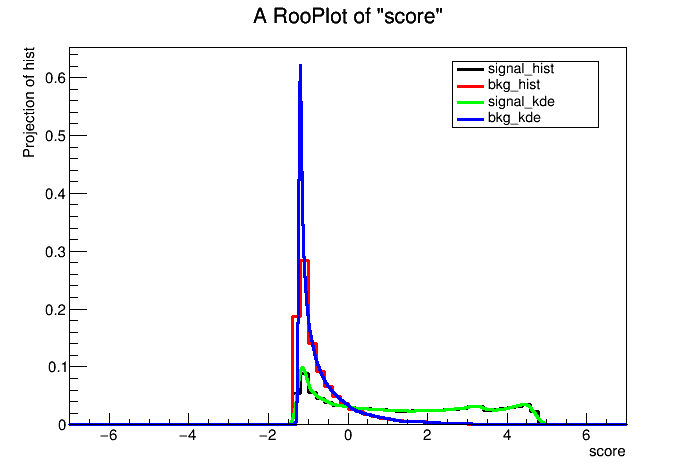 A RooPlot of "score"
Projection of hist
signal_hist
bkg_hist
signal_kde
bkg_kde
0.6
0.5
0.4
0.3
0.2
0.1
0
−6 −4 −2 0 2 4 6
score